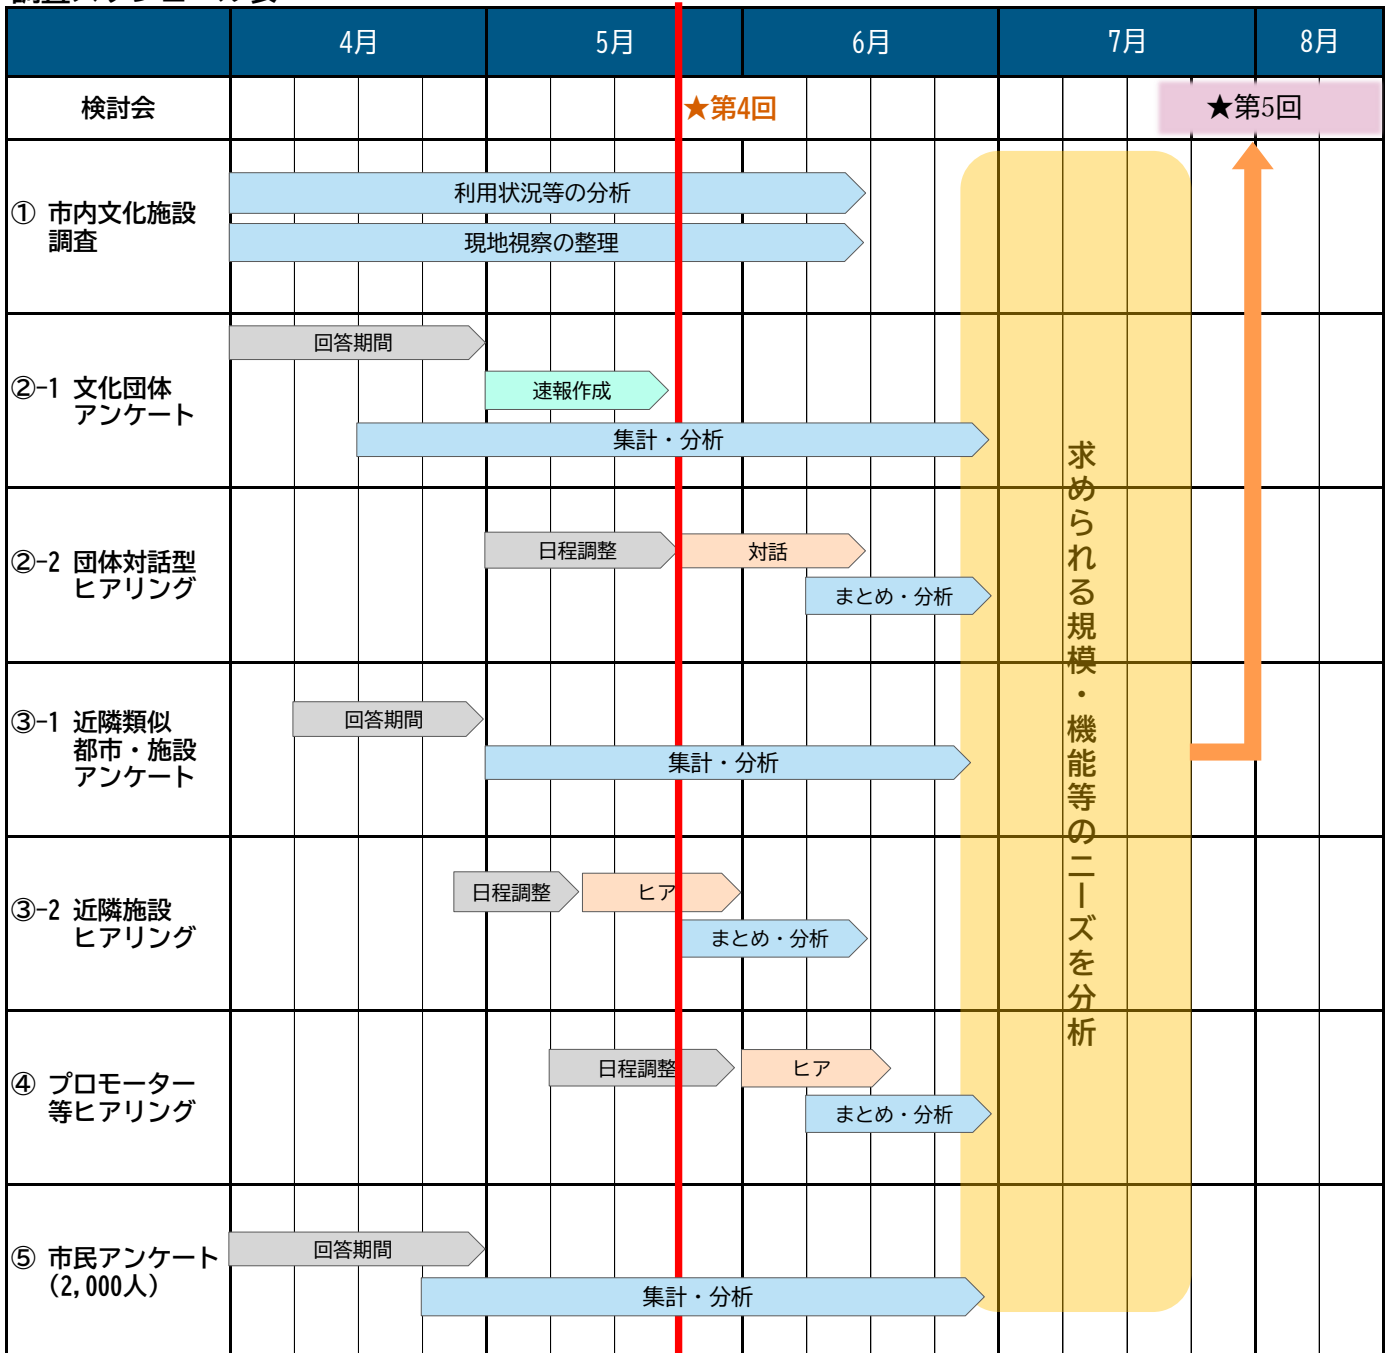 4月 5月 6月 7月 8月
検討会 ★第4回 ★第5回
① 市内文化施設
調査
利用状況等の分析
現地視察の整理
②-1 文化団体
アンケート
回答期間
速報作成
集計・分析
②-2 団体対話型
ヒアリング
日程調整 対話
まとめ・分析
③-1 近隣類似
都市・施設
アンケート
回答期間
集計・分析
③-2 近隣施設
ヒアリング
日程調整 ヒア
まとめ・分析
④ プロモーター
等ヒアリング
日程調整 ヒア
まとめ・分析
⑤ 市民アンケート
(2,000人)
回答期間
集計・分析
求められる規模・機能等のニーズを分析